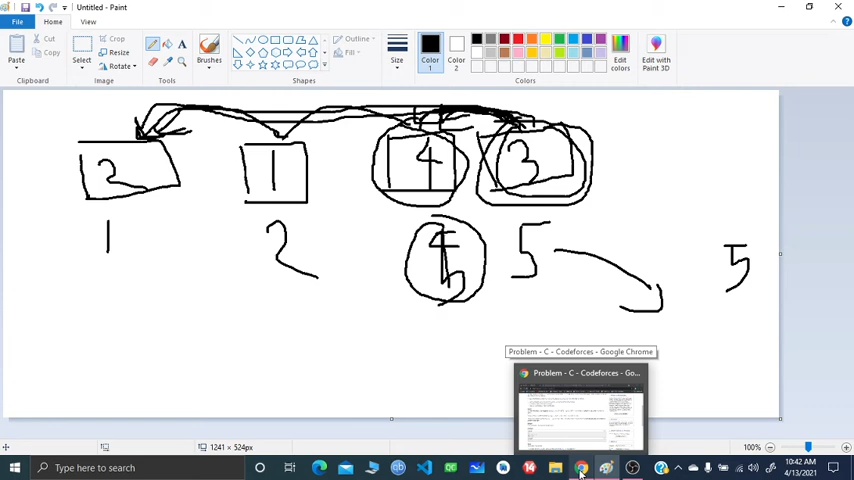 Untitled - Paint
File Home View
Cut
Copy
Paste
Clipboard
Select
Crop
Resize
Rotate
Image
Tools
Brushes
Shapes
Outline
Fill
Size
Color 1
Color 2
Colors
Edit colors
Edit with Paint 3D
2 1 4 3
1 2 5 5
Problem - C - Codeforces - Google Chrome
Problem - C - Codeforces - Go...
1241 × 524px
100%
Type here to search
14
10:42 AM
4/13/2021